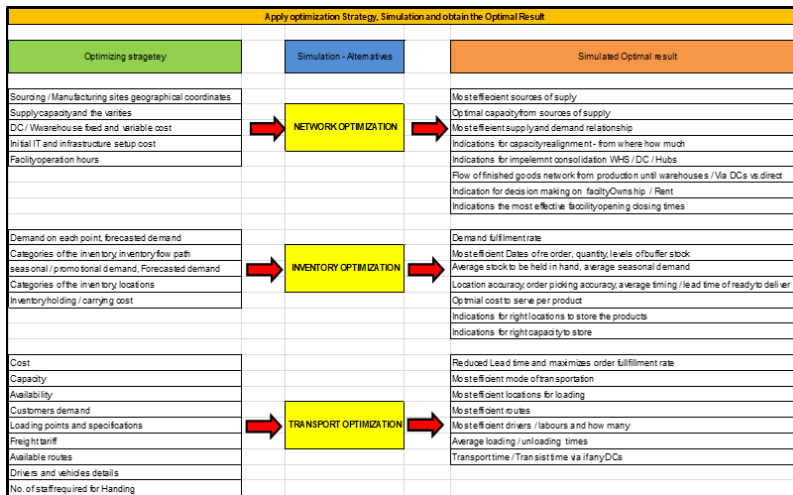 Apply optimization Strategy, Simulation and obtain the Optimal Result
Optimizing stragetey
Simulation - Alternatives
Simulated Optimal result
Sourcing / Manufacturing sites geographical coordinates
Supply capacity and the varities
DC / Wwarehouse fixed and variable cost
Initial IT and infrastructure setup cost
Facility operation hours
NETWORK OPTIMIZATION
Most effecient sources of suply
Optimal capacity from sources of supply
Most effeient supply and demand relationship
Indications for capacity realignment - from where how much
Indications for impelemnt consolidation WHS / DC / Hubs
Flow of finished goods network from production until warehouses / Via DCs vs.direct
Indication for decision making on faciltyOwnship / Rent
Indications the most effective faccility opening closing times
Demand on each point, forecasted demand
Categories of the inventory, inventory flow path
seasonal / promotional demand, Forecasted demand
Categories of the inventory, locations
Inventory holding / carrying cost
INVENTORY OPTIMIZATION
Demand fulfilment rate
Most efficient Dates of re order, quantity, levels of buffer stock
Average stock to be held in hand, average seasonal demand
Location accuracy, order picking accuracy, average timing / lead time of ready to deliver
Optmial cost to serve per product
Indications for right locations to store the products
Indications for right capacity to store
Cost
Capacity
Availability
Customers demand
Loading points and specifications
Freight tariff
Available routes
Drivers and vehicles details
No. of staff required for Handing
TRANSPORT OPTIMIZATION
Reduced Lead time and maximizes order fullfillment rate
Most efficient mode of transportation
Most efficient locations for loading
Most efficient routes
Most efficient drivers / labours and how many
Average loading / unloading times
Transport time / Transist time via if any DCs